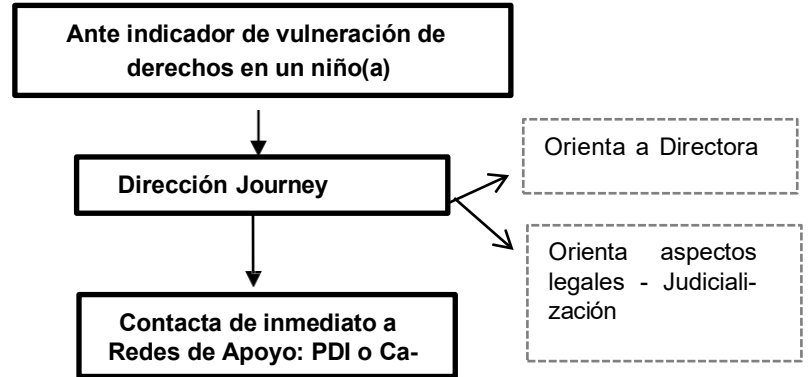 Ante indicador de vulneración de
derechos en un niño(a)
Orienta a Directora
Dirección Journey
Orienta aspectos
legales - Judiciali-
zación
Contacta de inmediato a
Redes de Apoyo: PDI o Ca-